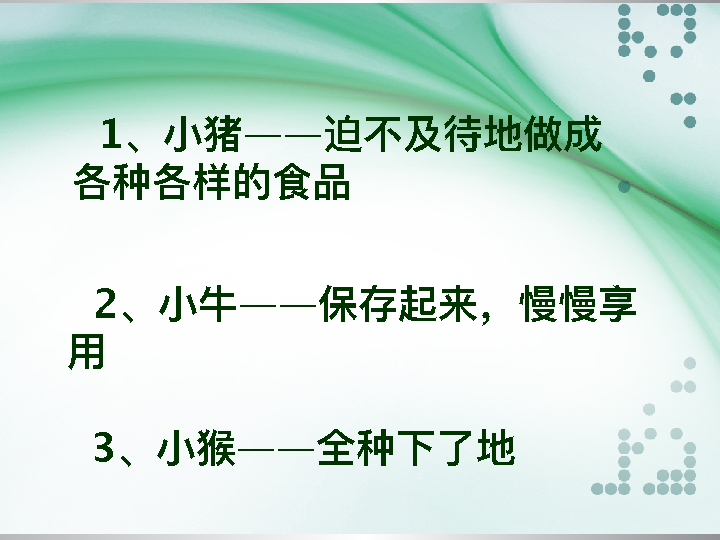 1、小猪——迫不及待地做成
各种各样的食品
2、小牛——保存起来，慢慢享
用
3、小猴——全种下了地